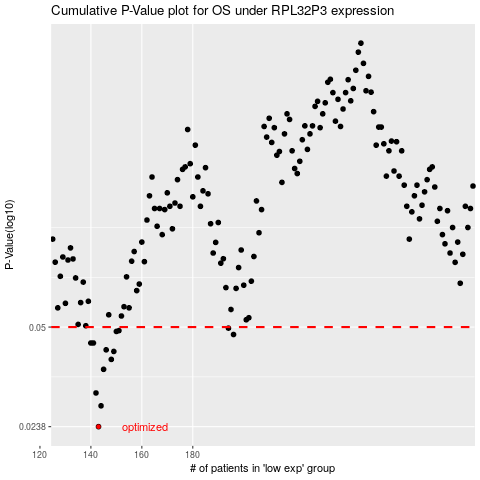 Cumulative P-Value plot for OS under RPL32P3 expression
P-Value(log10)
0.05
0.0238
optimized
120 140 160 180
# of patients in 'low exp' group